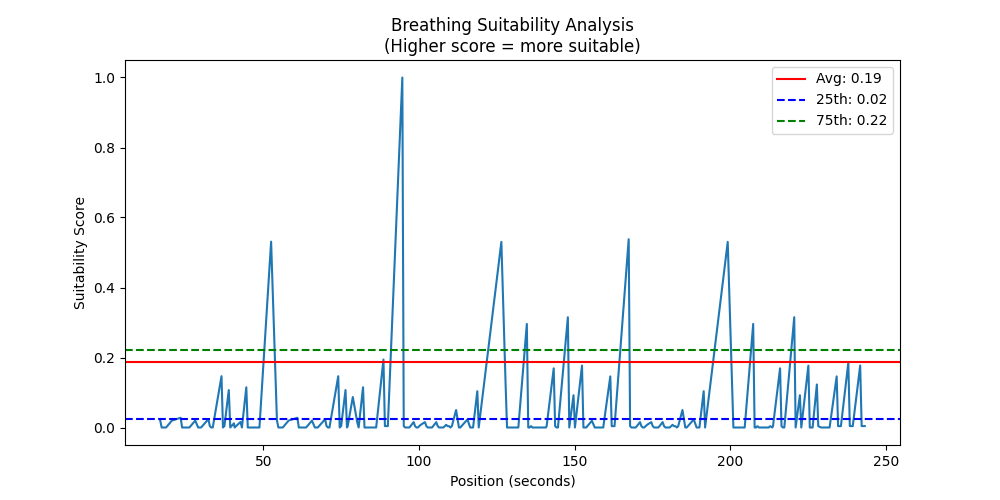 Breathing Suitability Analysis
(Higher score = more suitable)
Avg: 0.19
25th: 0.02
75th: 0.22
Suitability Score
1.0
0.8
0.6
0.4
0.2
0.0
50
100
150
200
250
Position (seconds)